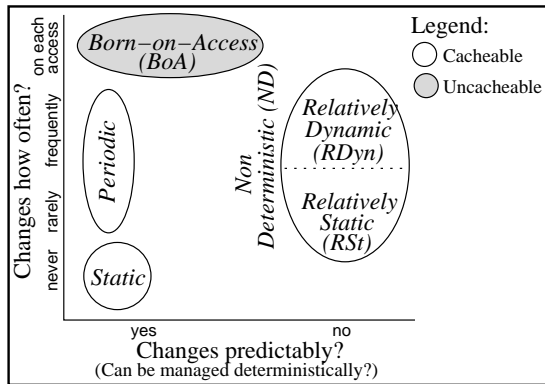 Changes how often?
on each
access
frequently
rarely
never
Born−on−Access
(BoA)
Periodic
Static
Non
Deterministic (ND)
Relatively
Dynamic
(RDyn)
Relatively
Static
(RSt)
Legend:
Cacheable
Uncacheable
yes
no
Changes predictably?
(Can be managed deterministically?)